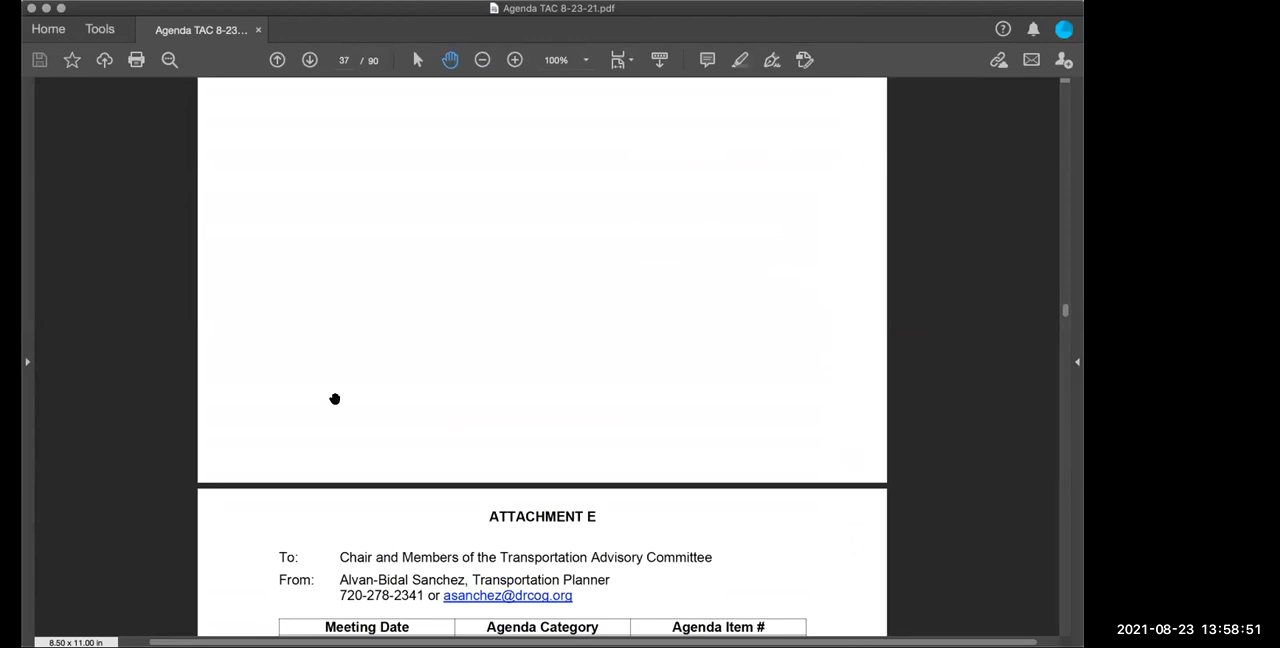 Agenda TAC 8-23-21.pdf
Home Tools Agenda TAC 8-23... ×
37 / 90 100%
ATTACHMENT E
To: Chair and Members of the Transportation Advisory Committee
From: Alvan-Bidal Sanchez, Transportation Planner
720-278-2341 or asanchez@drcog.org
Meeting Date Agenda Category Agenda Item #
8.50 x 11.00 in
2021-08-23 13:58:51